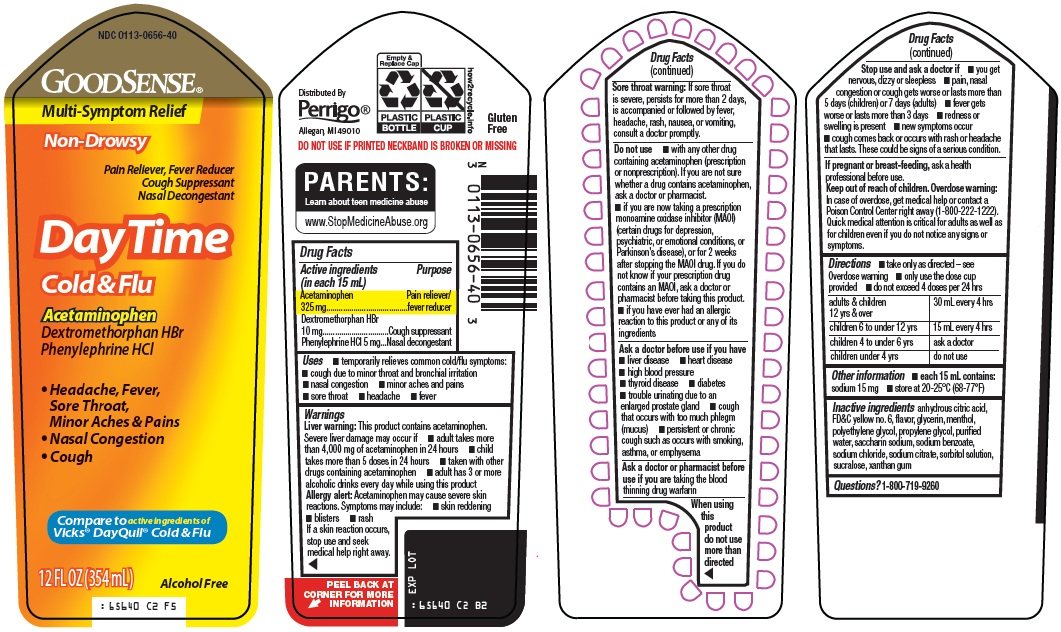 NDC 0113-0656-40
GOODSENSE®
Multi-Symptom Relief
Non-Drowsy
Pain Reliever, Fever Reducer
Cough Suppressant
Nasal Decongestant
DayTime
Cold & Flu
Acetaminophen
Dextromethorphan HBr
Phenylephrine HCl
• Headache, Fever,
Sore Throat,
Minor Aches & Pains
• Nasal Congestion
• Cough
Compare to active ingredients of
Vicks® DayQuil® Cold & Flu
12 FL OZ (354 mL)
Alcohol Free
: 65640 C2 F5
Distributed By
Perrigo®
Allegan, MI 49010
Empty &
Replace Cap
PLASTIC
BOTTLE
PLASTIC
CUP
how2recycle.info
Gluten
Free
DO NOT USE IF PRINTED NECKBAND IS BROKEN OR MISSING
PARENTS:
Learn about teen medicine abuse
www.StopMedicineAbuse.org
N
3 0113-0656-40 3
Drug Facts
Active ingredients Purpose
(in each 15 mL)
Acetaminophen Pain reliever/
325 mg..................................fever reducer
Dextromethorphan HBr
10 mg...........................Cough suppressant
Phenylephrine HCl 5 mg...Nasal decongestant
Uses ■ temporarily relieves common cold/flu symptoms:
■ cough due to minor throat and bronchial irritation
■ nasal congestion ■ minor aches and pains
■ sore throat ■ headache ■ fever
Warnings
Liver warning: This product contains acetaminophen.
Severe liver damage may occur if ■ adult takes more
than 4,000 mg of acetaminophen in 24 hours ■ child
takes more than 5 doses in 24 hours ■ taken with other
drugs containing acetaminophen ■ adult has 3 or more
alcoholic drinks every day while using this product
Allergy alert: Acetaminophen may cause severe skin
reactions. Symptoms may include: ■ skin reddening
■ blisters ■ rash
If a skin reaction occurs,
stop use and seek
medical help right away.
PEEL BACK AT
CORNER FOR MORE
INFORMATION
EXP LOT
: 65640 C2 B2
Drug Facts
(continued)
Sore throat warning: If sore throat
is severe, persists for more than 2 days,
is accompanied or followed by fever,
headache, rash, nausea, or vomiting,
consult a doctor promptly.
Do not use ■ with any other drug
containing acetaminophen (prescription
or nonprescription). If you are not sure
whether a drug contains acetaminophen,
ask a doctor or pharmacist.
■ if you are now taking a prescription
monoamine oxidase inhibitor (MAOI)
(certain drugs for depression,
psychiatric, or emotional conditions, or
Parkinson's disease), or for 2 weeks
after stopping the MAOI drug. If you do
not know if your prescription drug
contains an MAOI, ask a doctor or
pharmacist before taking this product.
■ if you have ever had an allergic
reaction to this product or any of its
ingredients
Ask a doctor before use if you have
■ liver disease ■ heart disease
■ high blood pressure
■ thyroid disease ■ diabetes
■ trouble urinating due to an
enlarged prostate gland ■ cough
that occurs with too much phlegm
(mucus) ■ persistent or chronic
cough such as occurs with smoking,
asthma, or emphysema
Ask a doctor or pharmacist before
use if you are taking the blood
thinning drug warfarin
When using
this
product
do not use
more than
directed
Drug Facts
(continued)
Stop use and ask a doctor if ■ you get
nervous, dizzy or sleepless ■ pain, nasal
congestion or cough gets worse or lasts more than
5 days (children) or 7 days (adults) ■ fever gets
worse or lasts more than 3 days ■ redness or
swelling is present ■ new symptoms occur
■ cough comes back or occurs with rash or headache
that lasts. These could be signs of a serious condition.
If pregnant or breast-feeding, ask a health
professional before use.
Keep out of reach of children. Overdose warning:
In case of overdose, get medical help or contact a
Poison Control Center right away (1-800-222-1222).
Quick medical attention is critical for adults as well as
for children even if you do not notice any signs or
symptoms.
Directions ■ take only as directed – see
Overdose warning ■ only use the dose cup
provided ■ do not exceed 4 doses per 24 hrs
adults & children 30 mL every 4 hrs
12 yrs & over
children 6 to under 12 yrs 15 mL every 4 hrs
children 4 to under 6 yrs ask a doctor
children under 4 yrs do not use
Other information ■ each 15 mL contains:
sodium 15 mg ■ store at 20-25°C (68-77°F)
Inactive ingredients anhydrous citric acid,
FD&C yellow no. 6, flavor, glycerin, menthol,
polyethylene glycol, propylene glycol, purified
water, saccharin sodium, sodium benzoate,
sodium chloride, sodium citrate, sorbitol solution,
sucralose, xanthan gum
Questions? 1-800-719-9260